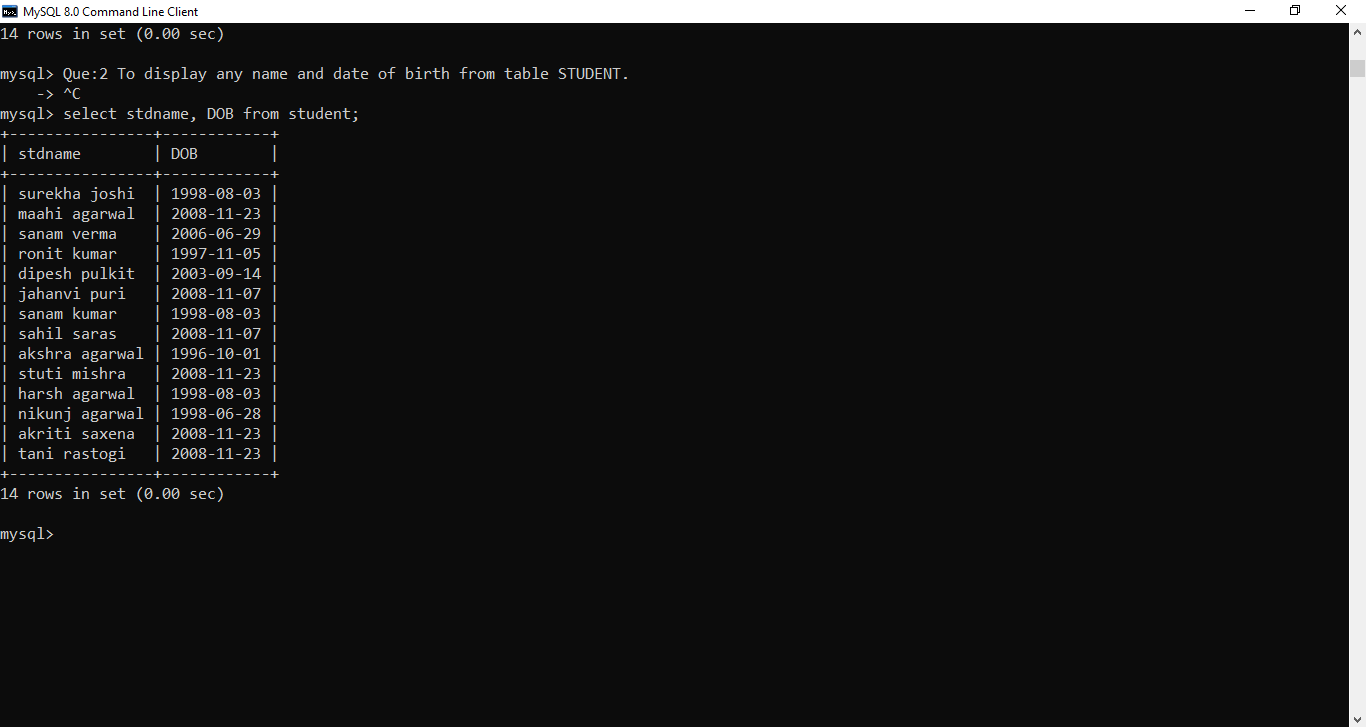 MySQL 8.0 Command Line Client
14 rows in set (0.00 sec)
mysql> Que:2 To display any name and date of birth from table STUDENT.
    -> ^C
mysql> select stdname, DOB from student;
+----------------+------------+
| stdname        | DOB        |
+----------------+------------+
| surekha joshi  | 1998-08-03 |
| maahi agarwal  | 2008-11-23 |
| sanam verma    | 2006-06-29 |
| ronit kumar    | 1997-11-05 |
| dipesh pulkit  | 2003-09-14 |
| jahanvi puri   | 2008-11-07 |
| sanam kumar    | 1998-08-03 |
| sahil saras    | 2008-11-07 |
| akshra agarwal | 1996-10-01 |
| stuti mishra   | 2008-11-23 |
| harsh agarwal  | 1998-08-03 |
| nikunj agarwal | 1998-06-28 |
| akriti saxena  | 2008-11-23 |
| tani rastogi   | 2008-11-23 |
+----------------+------------+
14 rows in set (0.00 sec)
mysql>